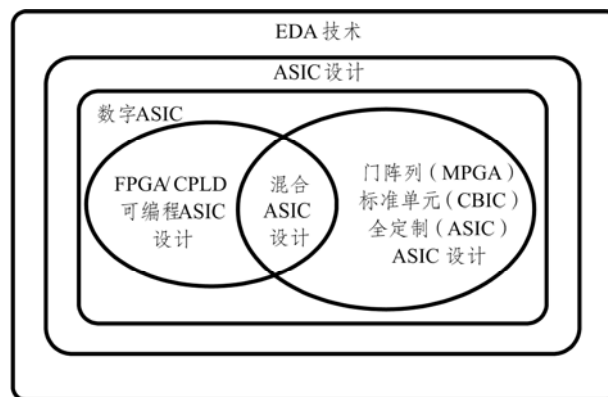 EDA技术
ASIC设计
数字ASIC
FPGA/CPLD
可编程ASIC
设计
混合
ASIC
设计
门阵列(MPGA)
标准单元(CBIC)
全定制(ASIC)
ASIC 设计